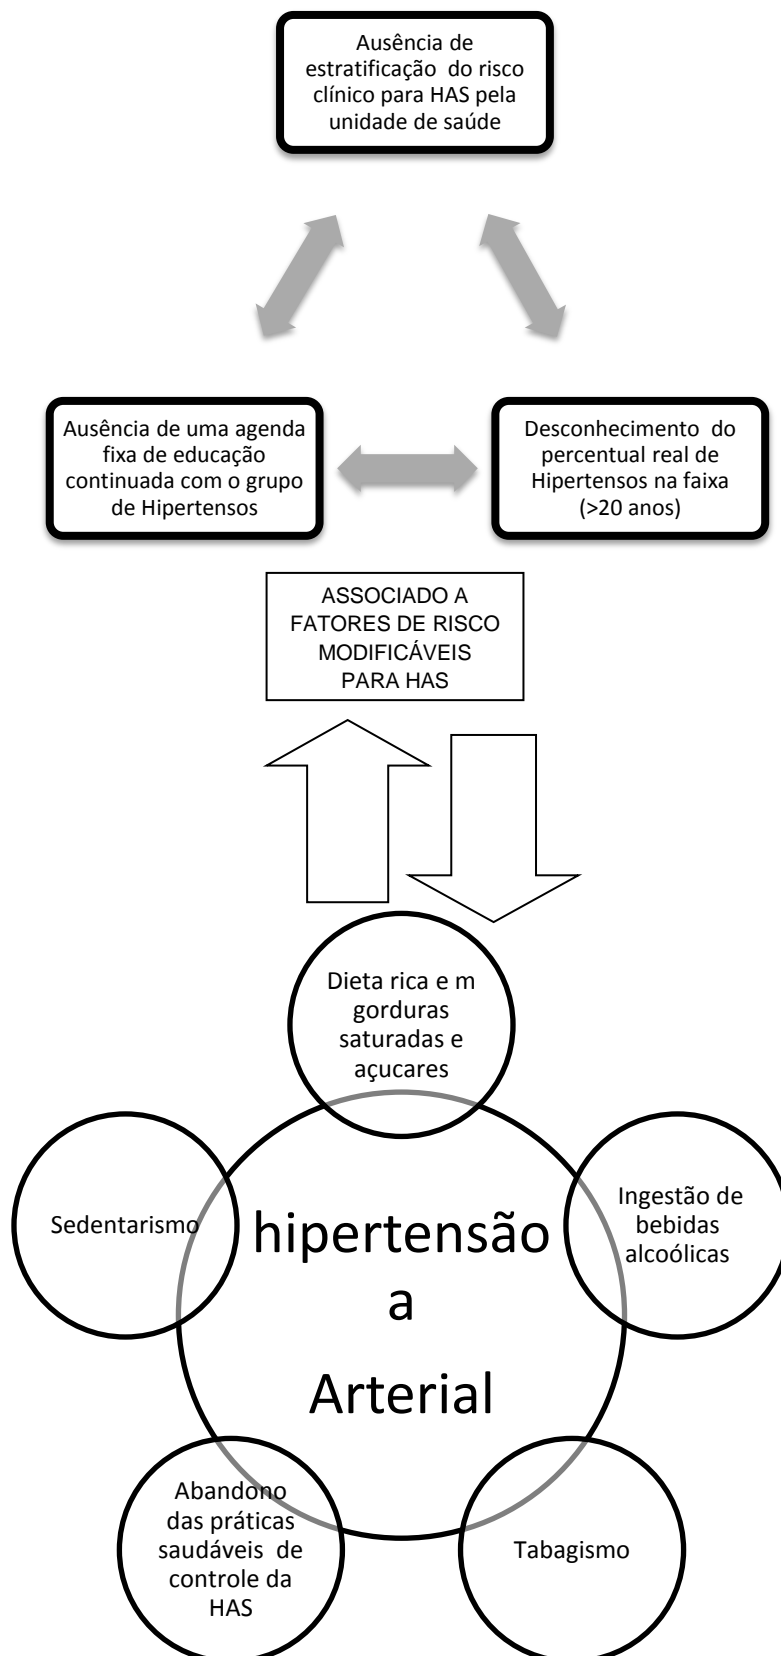 Ausência de
estratificação do risco
clínico para HAS pela
unidade de saúde
Ausência de uma agenda
fixa de educação
continuada com o grupo
de Hipertensos
Desconhecimento do
percentual real de
Hipertensos na faixa
(>20 anos)
ASSOCIADO A
FATORES DE RISCO
MODIFICÁVEIS
PARA HAS
Dieta rica e m
gorduras
saturadas e
açucares
Sedentarismo
Ingestão de
bebidas
alcoólicas
hipertensão
a
Arterial
Abandono
das práticas
saudáveis de
controle da
HAS
Tabagismo